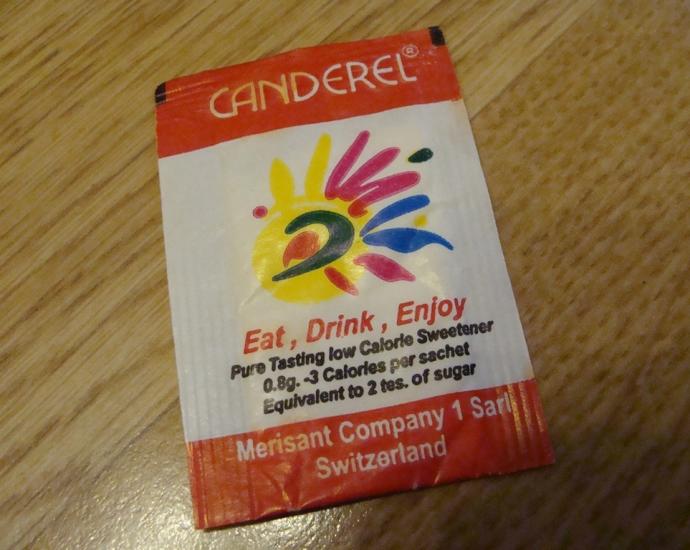 CANDEREL®
Eat , Drink , Enjoy
Pure Tasting low Calorie Sweetener
0.8g. -3 Calories per sachet
Equivalent to 2 tes. of sugar
Merisant Company 1 Sarl
Switzerland